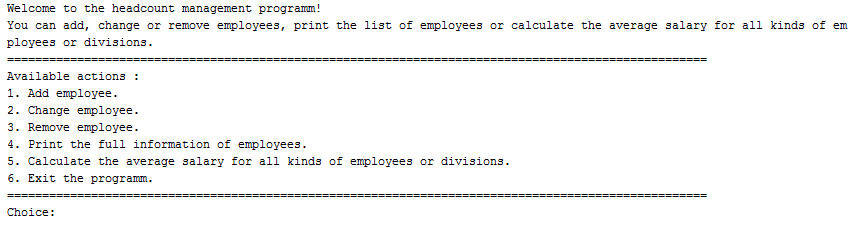 Welcome to the headcount management programm!
You can add, change or remove employees, print the list of employees or calculate the average salary for all kinds of em
ployees or divisions.
====================================================================================================
Available actions :
1. Add employee.
2. Change employee.
3. Remove employee.
4. Print the full information of employees.
5. Calculate the average salary for all kinds of employees or divisions.
6. Exit the programm.
====================================================================================================
Choice: